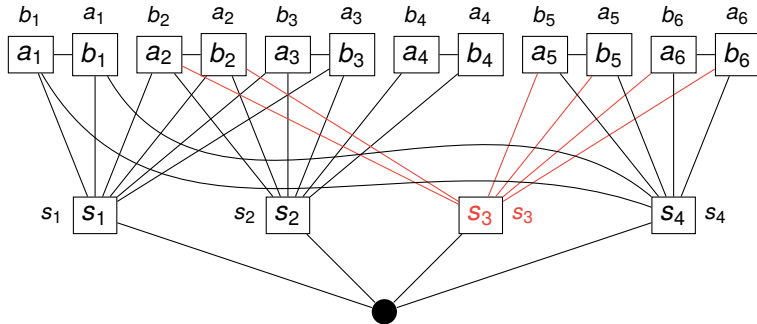 b₁ a₁ b₂ a₂ b₃ a₃ b₄ a₄ b₅ a₅ b₆ a₆
a₁ b₁ a₂ b₂ a₃ b₃ a₄ b₄ a₅ b₅ a₆ b₆
s₁ s₁ s₂ s₂ s₃ s₃ s₄ s₄